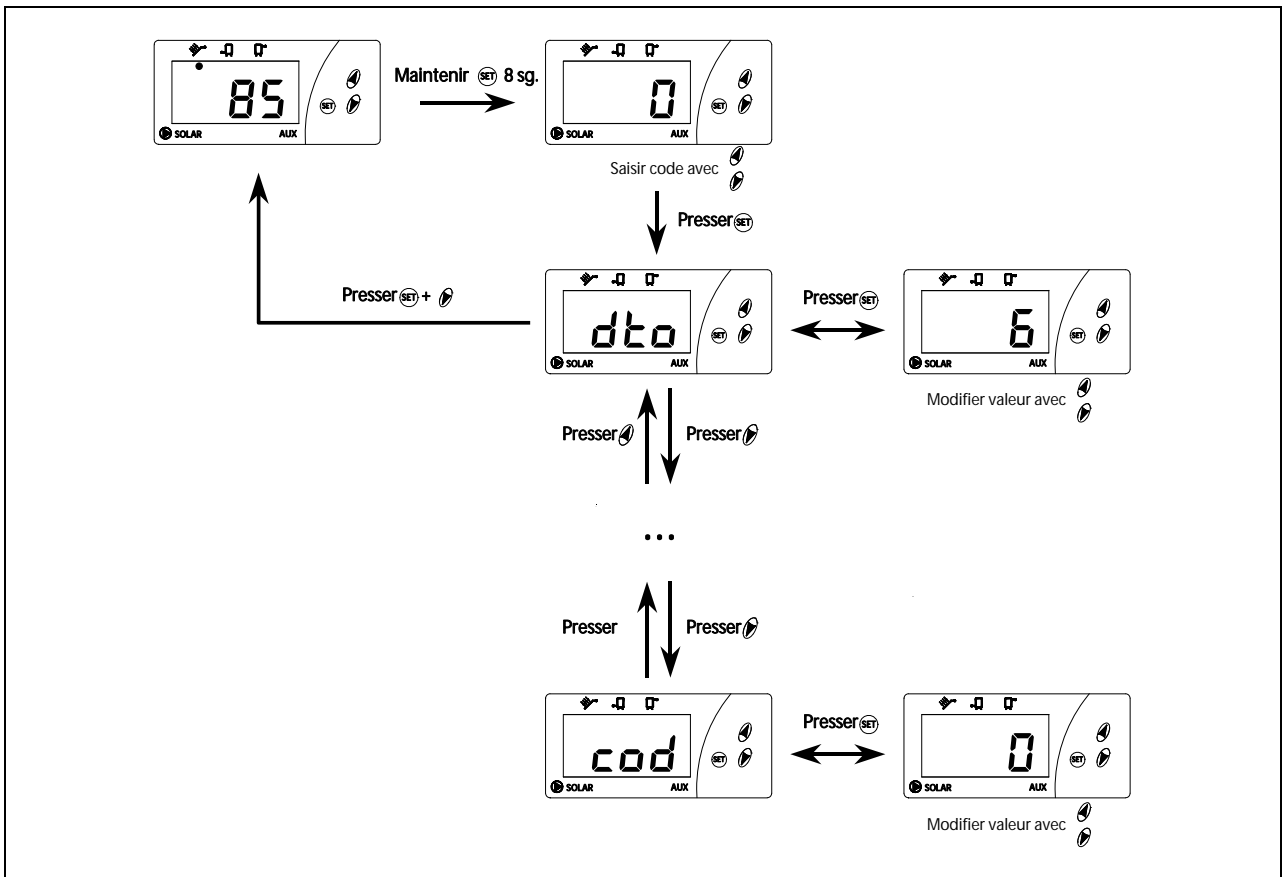 85
SET
SOLAR AUX
Maintenir SET 8 sg.
0
SET
SOLAR AUX
Saisir code avec
Presser SET
Presser SET +
dto
SET
SOLAR AUX
Presser SET
6
SET
SOLAR AUX
Modifier valeur avec
Presser Presser
...
Presser Presser
cod
SET
SOLAR AUX
Presser SET
0
SET
SOLAR AUX
Modifier valeur avec